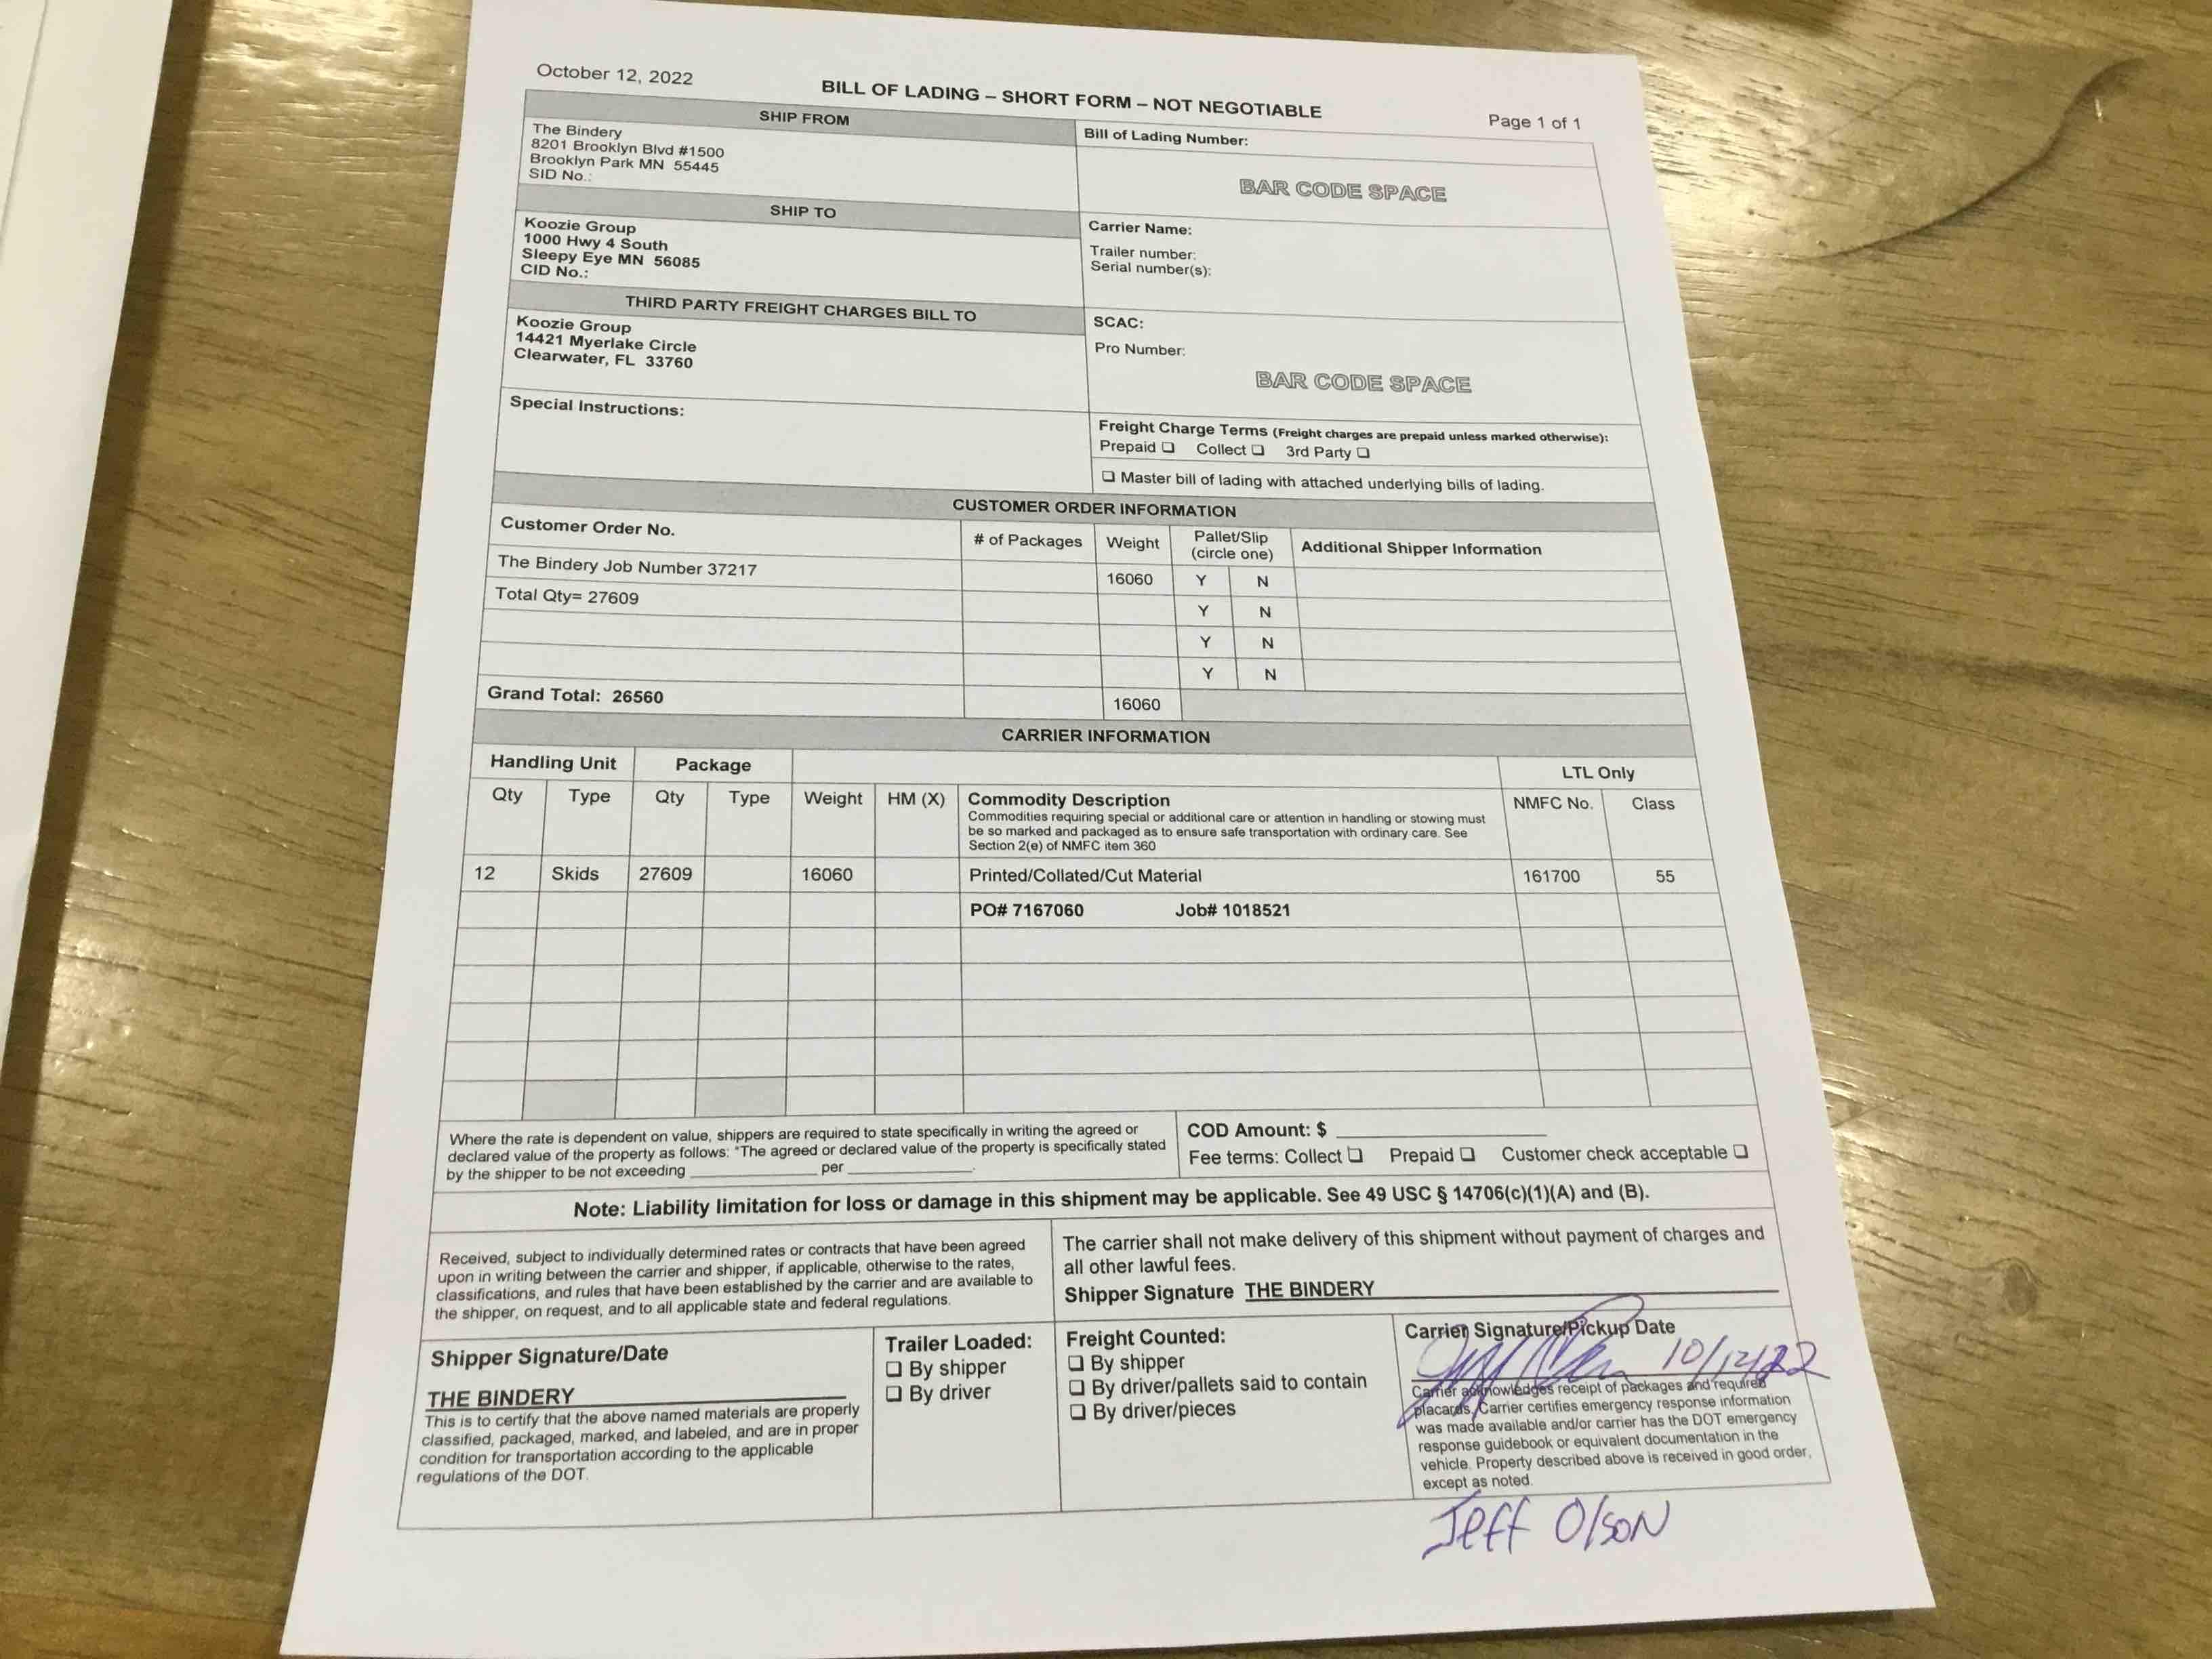 October 12, 2022
BILL OF LADING – SHORT FORM – NOT NEGOTIABLE
Page 1 of 1
SHIP FROM
The Bindery
8201 Brooklyn Blvd #1500
Brooklyn Park MN 55445
SID No.:
Bill of Lading Number:
BAR CODE SPACE
SHIP TO
Koozie Group
1000 Hwy 4 South
Sleepy Eye MN 56085
CID No.:
Carrier Name:
Trailer number:
Serial number(s):
THIRD PARTY FREIGHT CHARGES BILL TO
Koozie Group
14421 Myerlake Circle
Clearwater, FL 33760
SCAC:
Pro Number:
BAR CODE SPACE
Special Instructions:
Freight Charge Terms (Freight charges are prepaid unless marked otherwise):
Prepaid ❑ Collect ❑ 3rd Party ❑
❑ Master bill of lading with attached underlying bills of lading.
CUSTOMER ORDER INFORMATION
Customer Order No. # of Packages Weight Pallet/Slip (circle one) Additional Shipper Information
The Bindery Job Number 37217 16060 Y N
Total Qty= 27609 Y N
Y N
Y N
Grand Total: 26560 16060
CARRIER INFORMATION
Handling Unit Package LTL Only
Qty Type Qty Type Weight HM (X) Commodity Description NMFC No. Class
Commodities requiring special or additional care or attention in handling or stowing must
be so marked and packaged as to ensure safe transportation with ordinary care. See
Section 2(e) of NMFC item 360
12 Skids 27609 16060 Printed/Collated/Cut Material 161700 55
PO# 7167060 Job# 1018521
Where the rate is dependent on value, shippers are required to state specifically in writing the agreed or
declared value of the property as follows: "The agreed or declared value of the property is specifically stated
by the shipper to be not exceeding ____________ per ____________.
COD Amount: $ ____________
Fee terms: Collect ❑ Prepaid ❑ Customer check acceptable ❑
Note: Liability limitation for loss or damage in this shipment may be applicable. See 49 USC § 14706(c)(1)(A) and (B).
Received, subject to individually determined rates or contracts that have been agreed
upon in writing between the carrier and shipper, if applicable, otherwise to the rates,
classifications, and rules that have been established by the carrier and are available to
the shipper, on request, and to all applicable state and federal regulations.
The carrier shall not make delivery of this shipment without payment of charges and
all other lawful fees.
Shipper Signature THE BINDERY
Shipper Signature/Date
THE BINDERY
This is to certify that the above named materials are properly
classified, packaged, marked, and labeled, and are in proper
condition for transportation according to the applicable
regulations of the DOT.
Trailer Loaded:
❑ By shipper
❑ By driver
Freight Counted:
❑ By shipper
❑ By driver/pallets said to contain
❑ By driver/pieces
Carrier Signature/Pickup Date
10/12/22
Carrier acknowledges receipt of packages and required
placards. Carrier certifies emergency response information
was made available and/or carrier has the DOT emergency
response guidebook or equivalent documentation in the
vehicle. Property described above is received in good order,
except as noted.
Jeff Olson